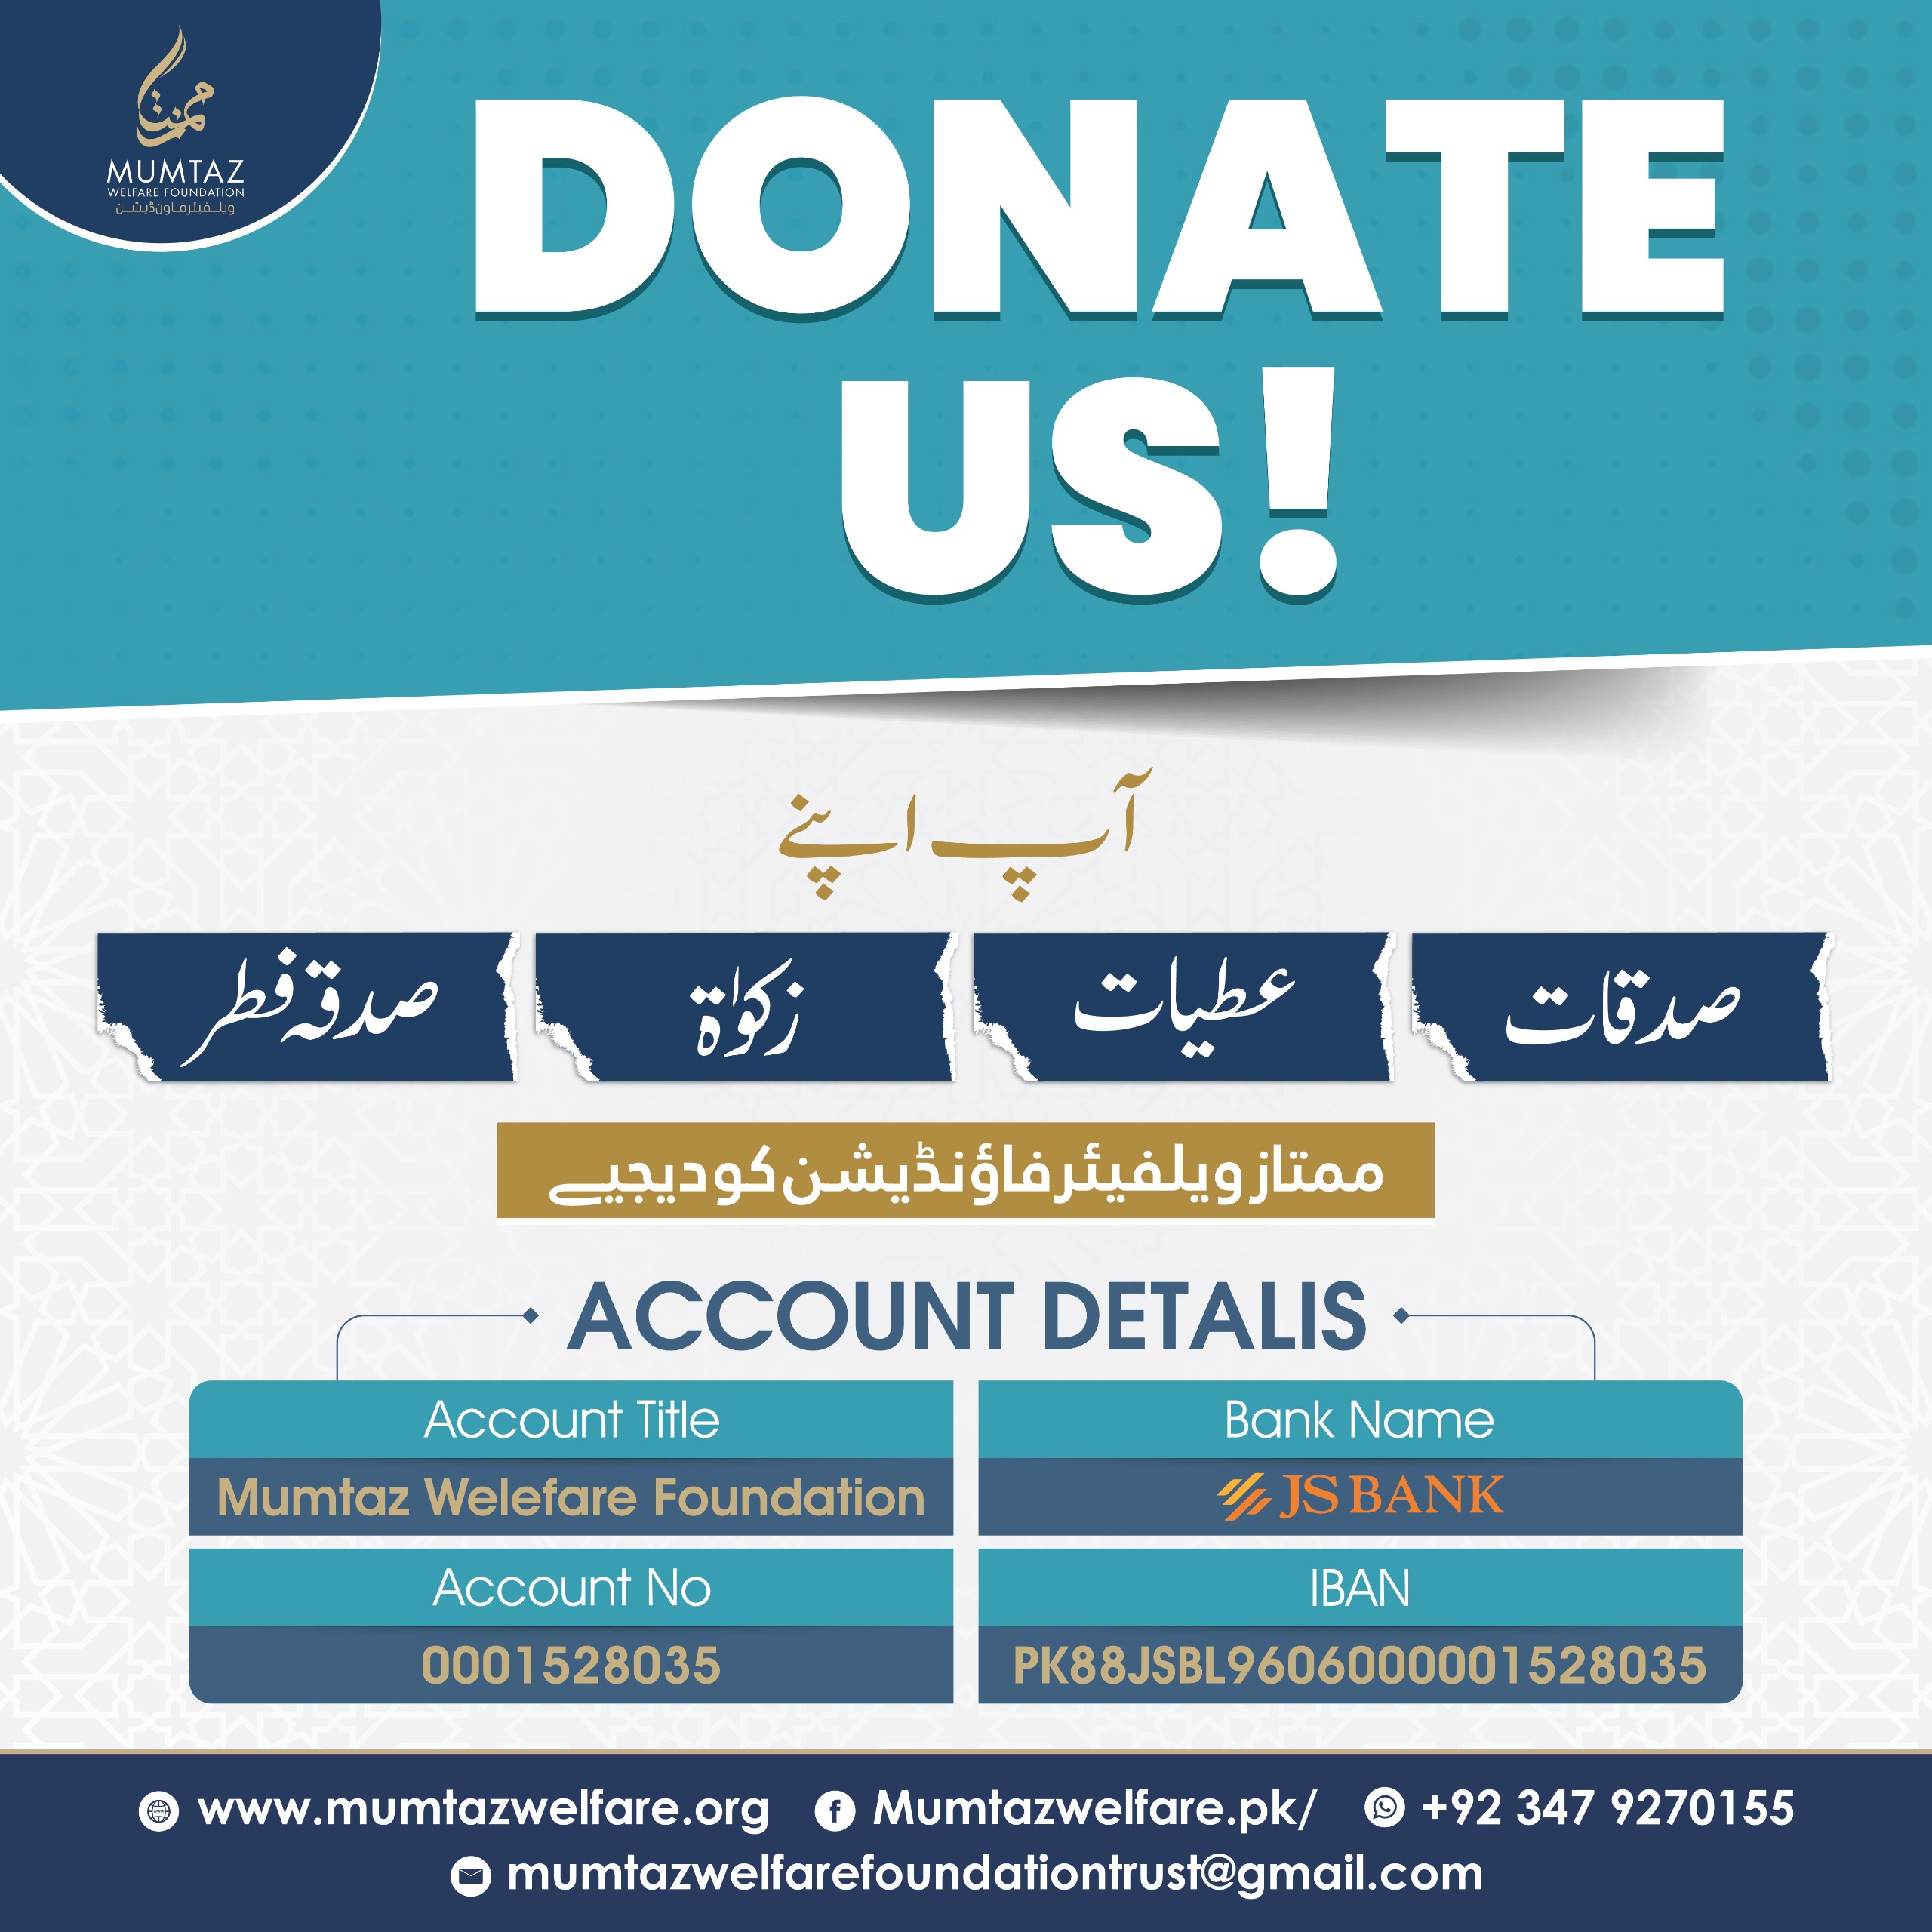 ممتاز
MUMTAZ
WELFARE FOUNDATION
ویلفیئرفاونڈیشن
DONATE
US!
آپ اپنے
صدقات
عطیات
زکوٰۃ
صدقہ فطر
ممتاز ویلفیئر فاؤنڈیشن کو دیجیے
ACCOUNT DETALIS
Account Title
Mumtaz Welefare Foundation
Bank Name
JS BANK
Account No
0001528035
IBAN
PK88JSBL9606000001528035
www.mumtazwelfare.org
Mumtazwelfare.pk/
+92 347 9270155
mumtazwelfarefoundationtrust@gmail.com